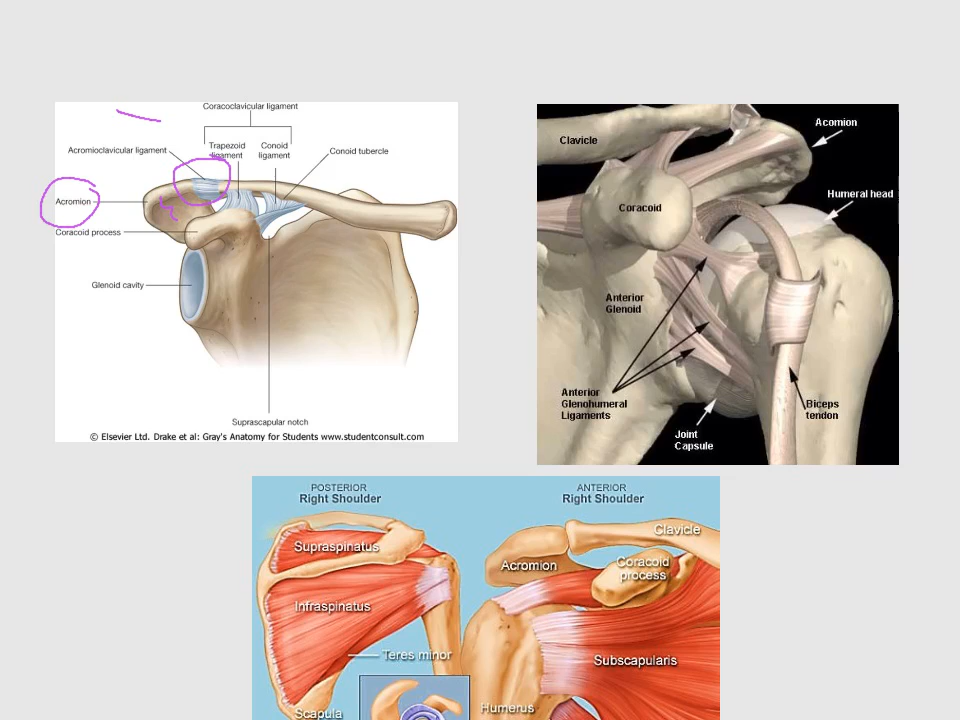 Coracoclavicular ligament
Trapezoid
ligament
Conoid
ligament
Conoid tubercle
Acromioclavicular ligament
Acromion
Coracoid process
Glenoid cavity
Suprascapular notch
© Elsevier Ltd. Drake et al: Gray's Anatomy for Students www.studentconsult.com
Clavicle
Acomion
Humeral head
Coracoid
Anterior
Glenoid
Anterior
Glenohumeral
Ligaments
Biceps
tendon
Joint
Capsule
POSTERIOR
Right Shoulder
ANTERIOR
Right Shoulder
Supraspinatus
Clavicle
Acromion
Coracoid
process
Infraspinatus
Teres minor
Subscapularis
Scapula
Humerus